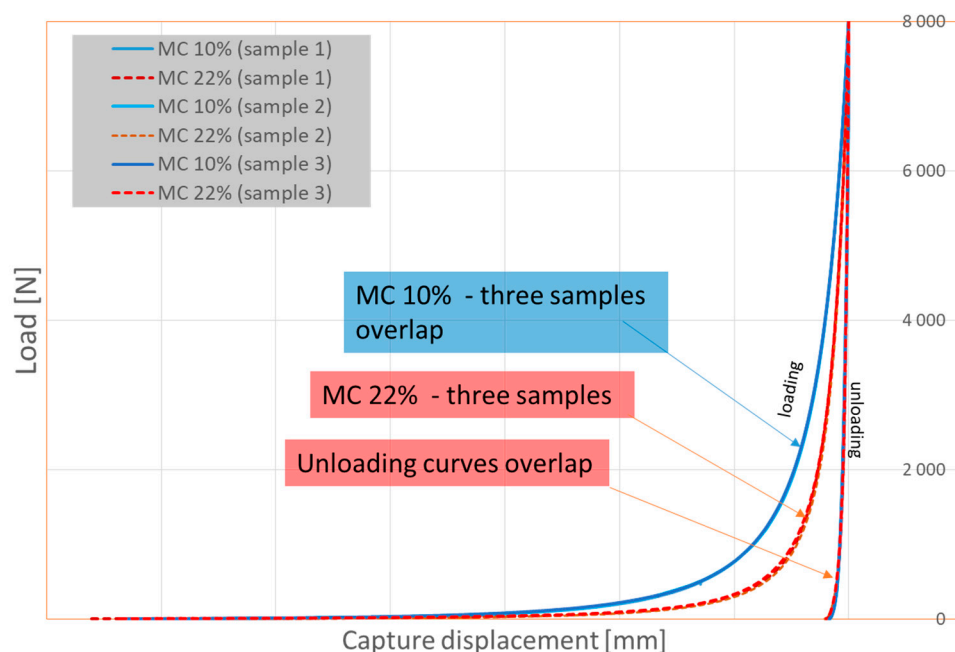 8 000
MC 10% (sample 1)
MC 22% (sample 1)
MC 10% (sample 2)
MC 22% (sample 2)
MC 10% (sample 3)
MC 22% (sample 3)
6 000
Load [N]
MC 10%  - three samples
overlap
4 000
loading
unloading
MC 22%  - three samples
Unloading curves overlap
2 000
0
Capture displacement [mm]